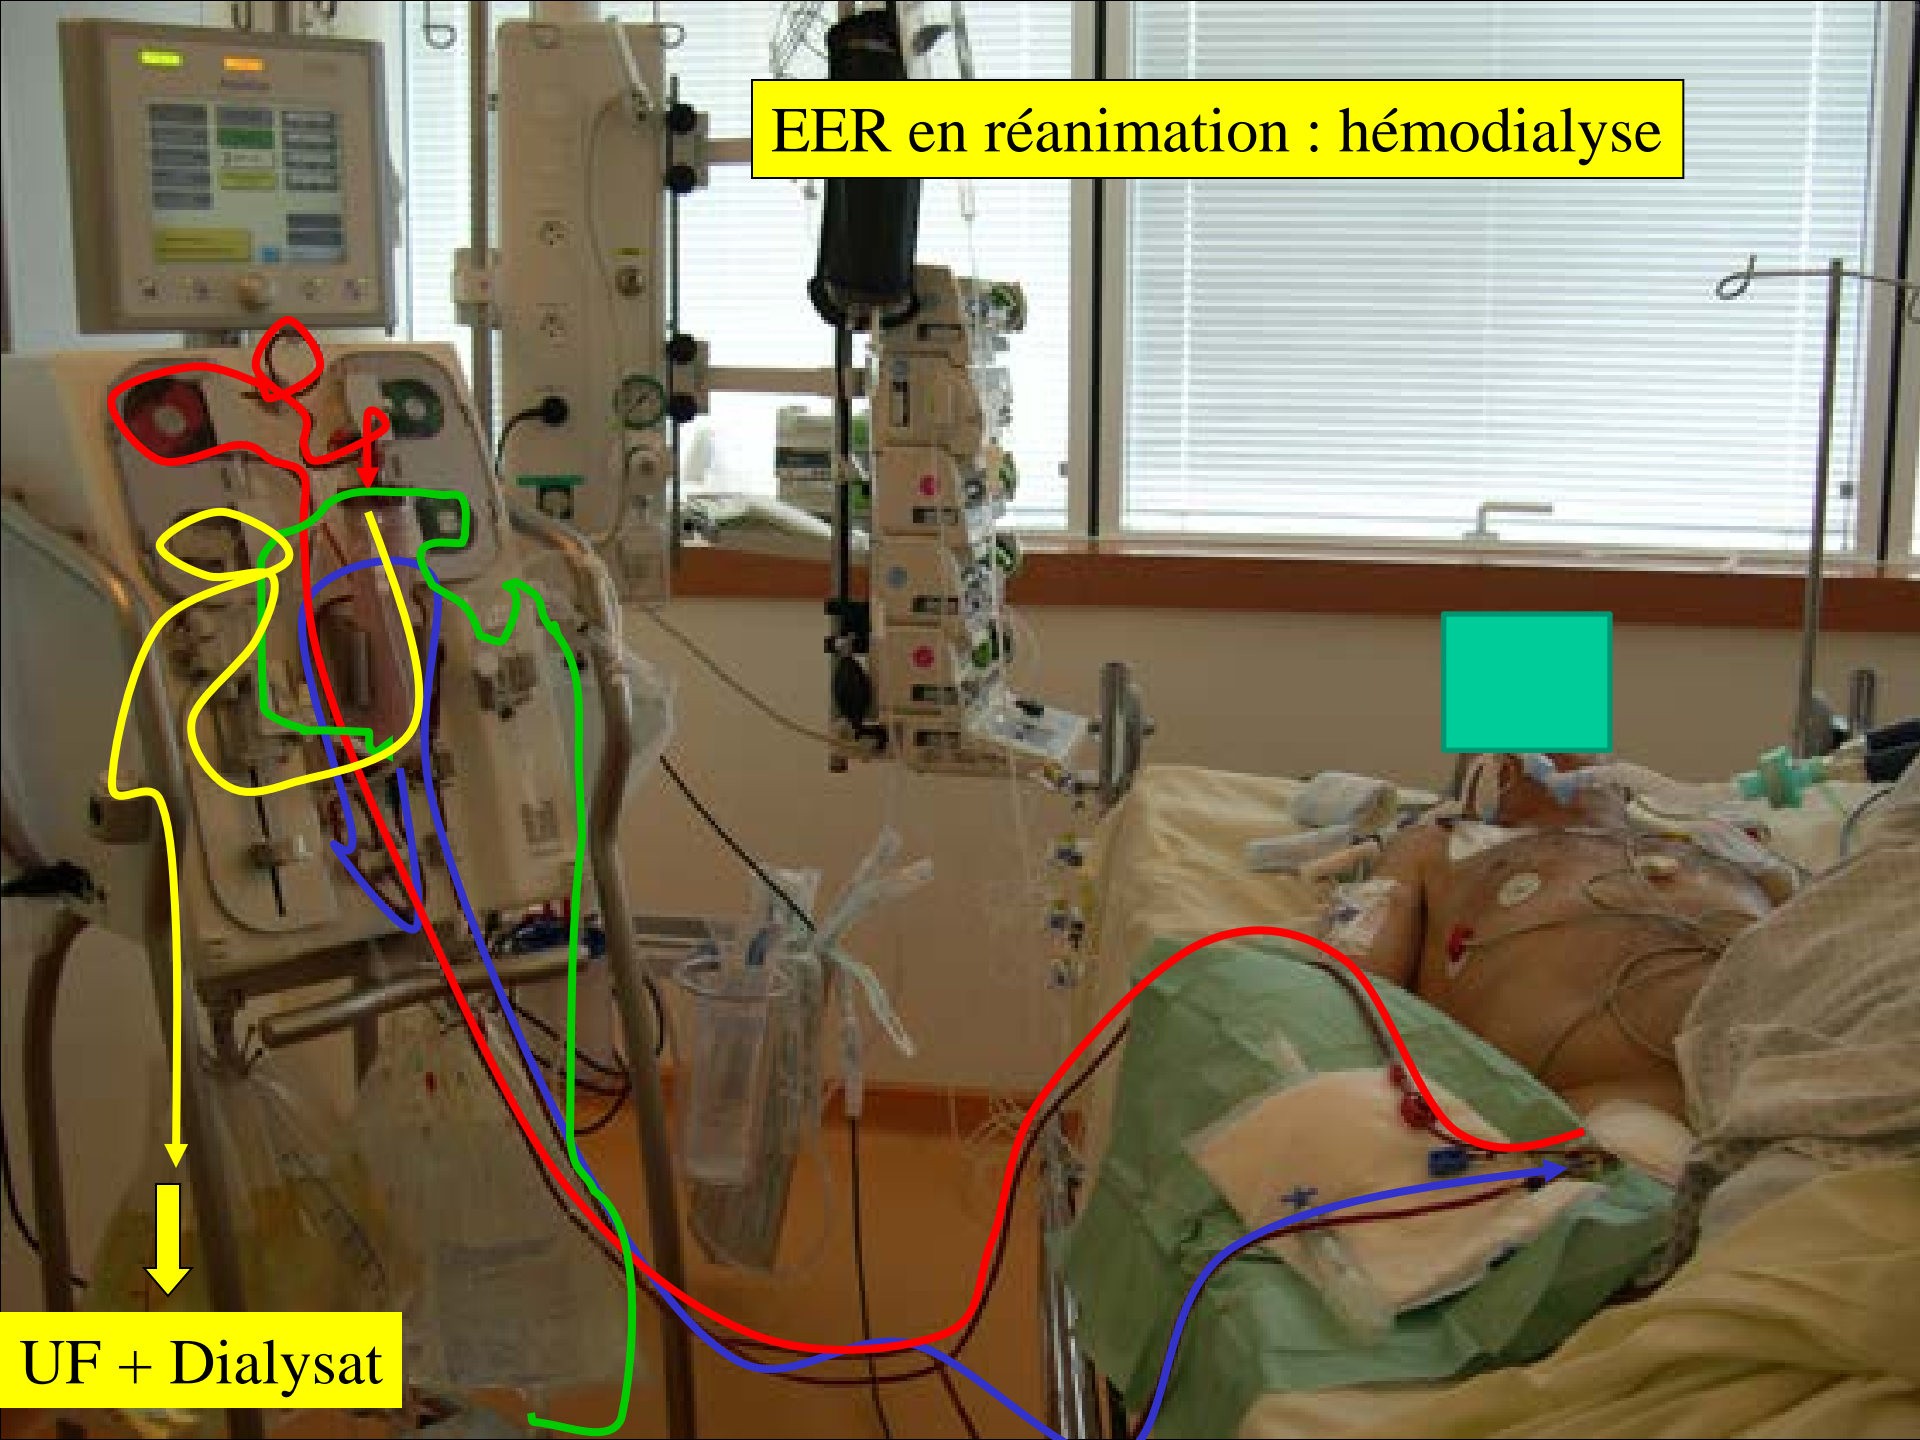 EER en réanimation : hémodialyse
UF + Dialysat